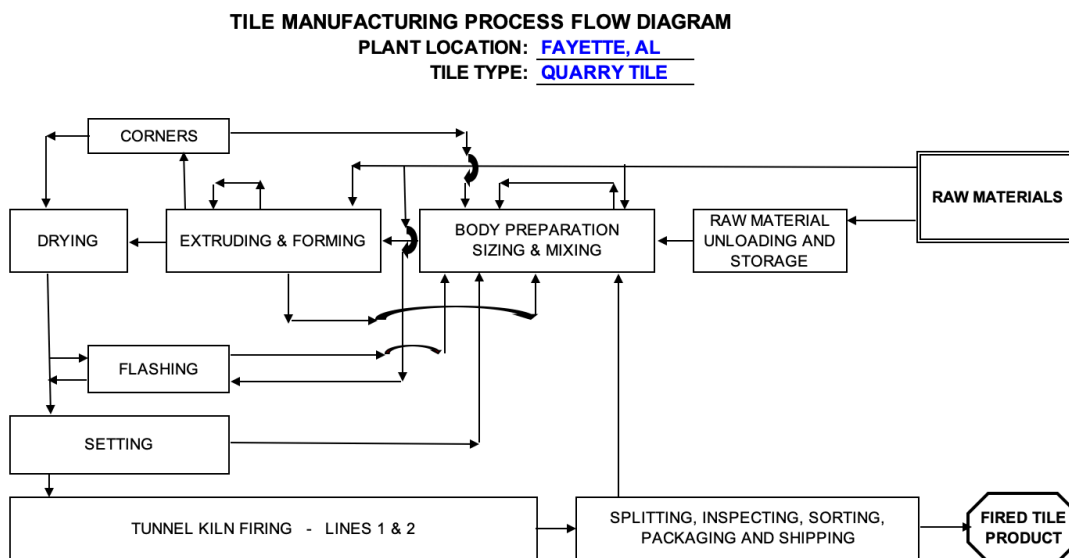 TILE MANUFACTURING PROCESS FLOW DIAGRAM
PLANT LOCATION: FAYETTE, AL
TILE TYPE: QUARRY TILE
CORNERS
RAW MATERIALS
DRYING
EXTRUDING & FORMING
BODY PREPARATION
SIZING & MIXING
RAW MATERIAL
UNLOADING AND
STORAGE
FLASHING
SETTING
TUNNEL KILN FIRING - LINES 1 & 2
SPLITTING, INSPECTING, SORTING,
PACKAGING AND SHIPPING
FIRED TILE
PRODUCT